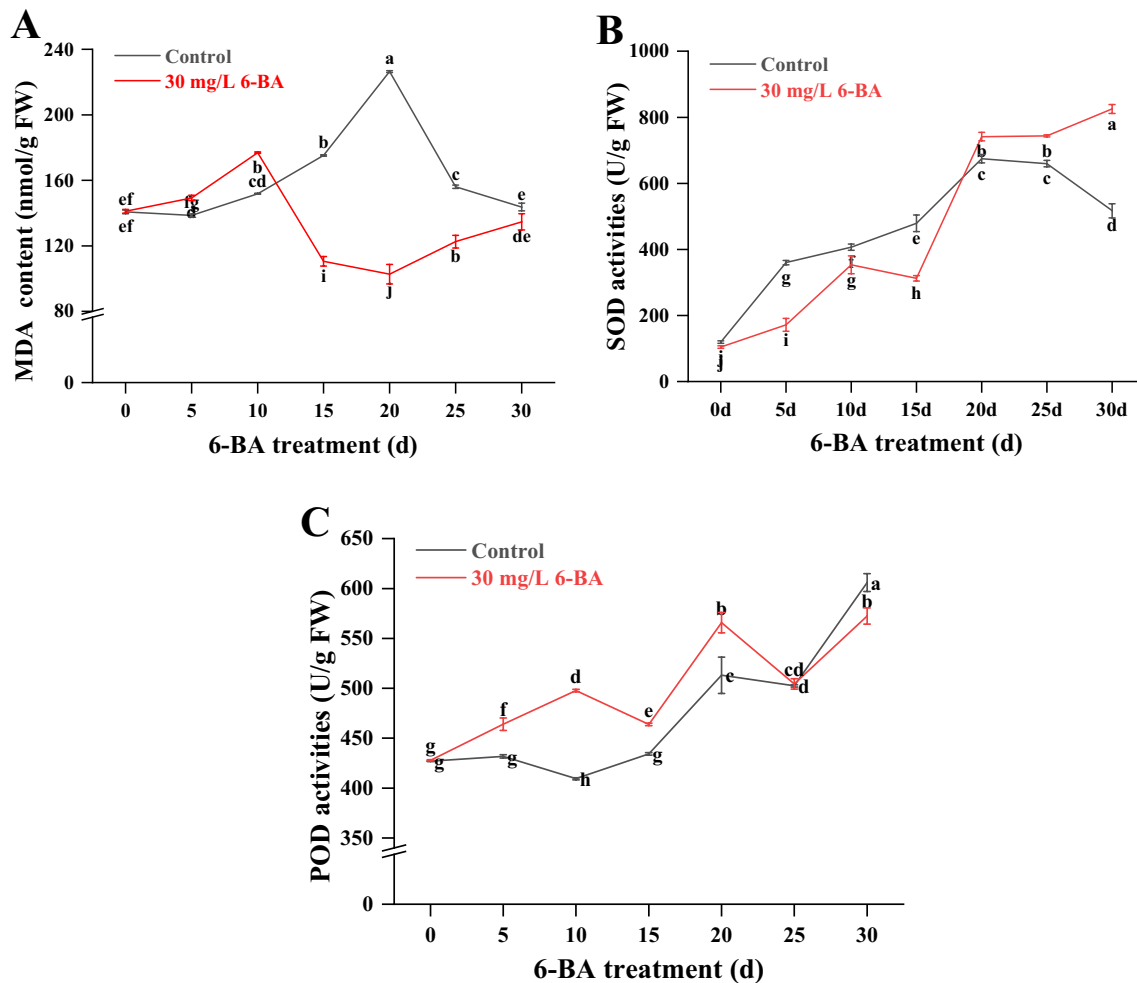 A
Control
30 mg/L 6-BA
MDA content (nmol/g FW)
240
200
160
120
80
0
ef
ef
b
cd
b
i
a
j
c
b
e
de
0 5 10 15 20 25 30
6-BA treatment (d)
B
Control
30 mg/L 6-BA
SOD activities (U/g FW)
1000
800
600
400
200
0
j
j
g
i
g
e
h
b
c
b
c
a
d
0d 5d 10d 15d 20d 25d 30d
6-BA treatment (d)
C
Control
30 mg/L 6-BA
POD activities (U/g FW)
650
600
550
500
450
400
350
0
g
g
f
g
d
h
e
g
b
cd
d
a
b
0 5 10 15 20 25 30
6-BA treatment (d)